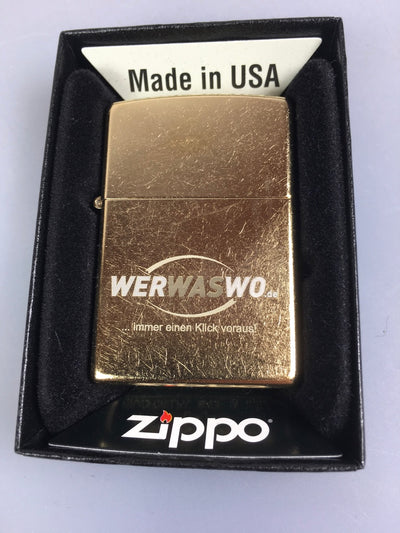 Made in USA
WERWASWO.de
... immer einen Klick voraus!
zippo